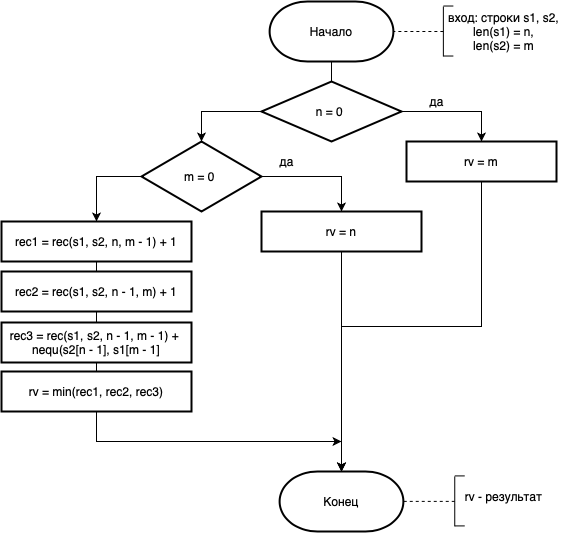 Начало
вход: строки s1, s2,
len(s1) = n,
len(s2) = m
n = 0
да
rv = m
m = 0
да
rv = n
rec1 = rec(s1, s2, n, m - 1) + 1
rec2 = rec(s1, s2, n - 1, m) + 1
rec3 = rec(s1, s2, n - 1, m - 1) +
nequ(s2[n - 1], s1[m - 1]
rv = min(rec1, rec2, rec3)
Конец
rv - результат